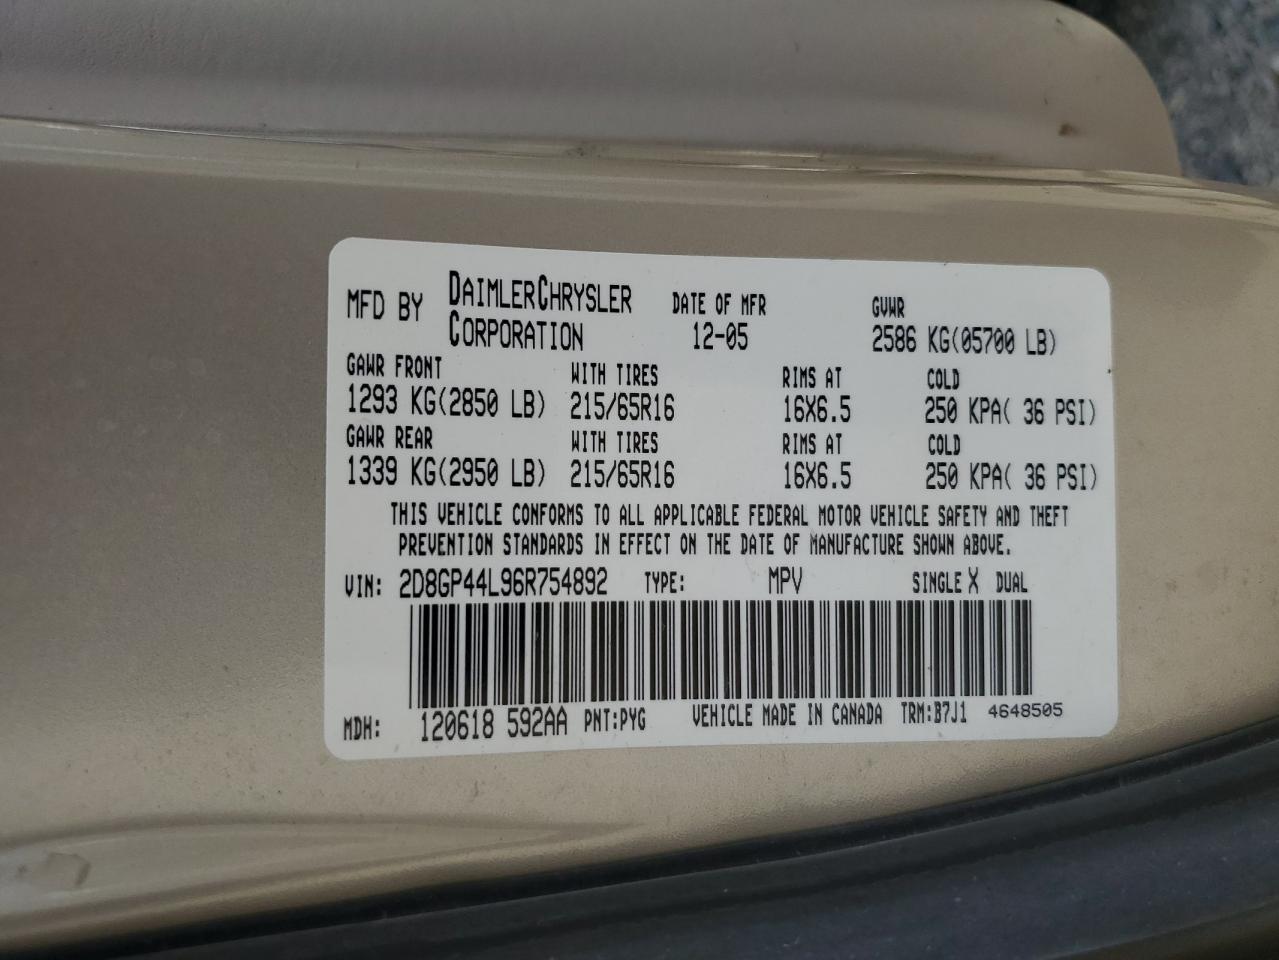 MFD BY DAIMLERCHRYSLER CORPORATION DATE OF MFR 12-05 GVWR 2586 KG(05700 LB)
GAWR FRONT WITH TIRES RIMS AT COLD
1293 KG(2850 LB) 215/65R16 16X6.5 250 KPA( 36 PSI)
GAWR REAR WITH TIRES RIMS AT COLD
1339 KG(2950 LB) 215/65R16 16X6.5 250 KPA( 36 PSI)
THIS VEHICLE CONFORMS TO ALL APPLICABLE FEDERAL MOTOR VEHICLE SAFETY AND THEFT
PREVENTION STANDARDS IN EFFECT ON THE DATE OF MANUFACTURE SHOWN ABOVE.
VIN: 2D8GP44L96R754892 TYPE: MPV SINGLE X DUAL
MDH: 120618 592AA PNT:PYG VEHICLE MADE IN CANADA TRM:B7J1 4648505